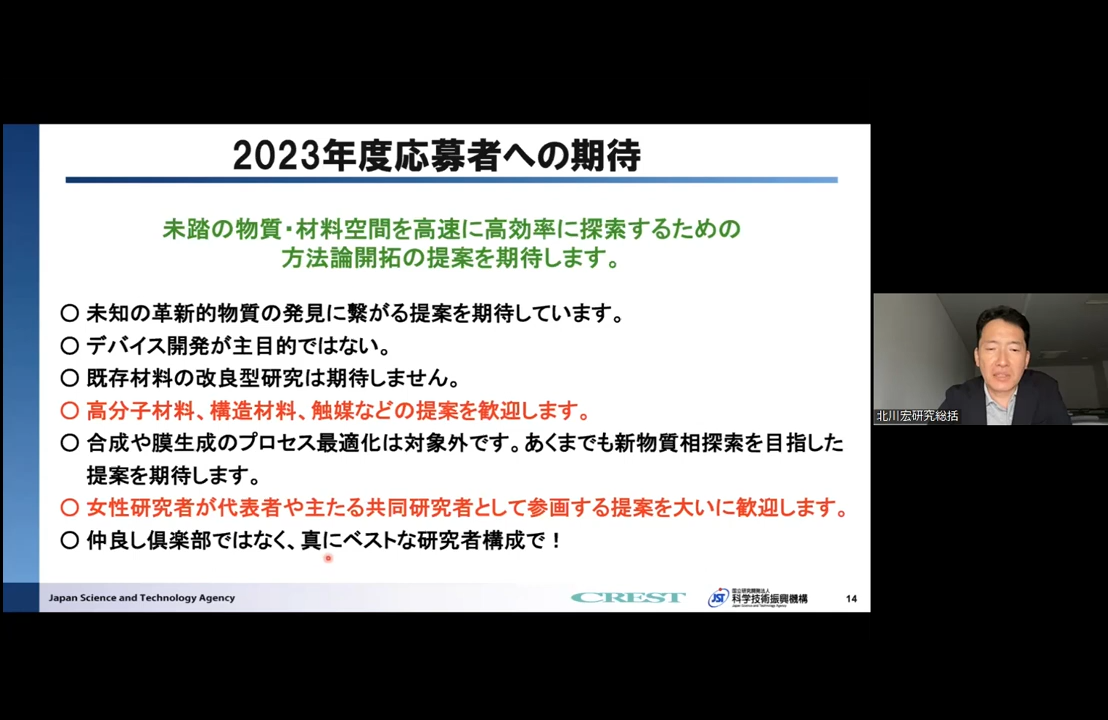 2023年度応募者への期待
未踏の物質・材料空間を高速に高効率に探索するための
方法論開拓の提案を期待します。
〇 未知の革新的物質の発見に繋がる提案を期待しています。
〇 デバイス開発が主目的ではない。
〇 既存材料の改良型研究は期待しません。
〇 高分子材料、構造材料、触媒などの提案を歓迎します。
〇 合成や膜生成のプロセス最適化は対象外です。あくまでも新物質相探索を目指した
提案を期待します。
〇 女性研究者が代表者や主たる共同研究者として参画する提案を大いに歓迎します。
〇 仲良し倶楽部ではなく、真にベストな研究者構成で！
北川宏研究総括
Japan Science and Technology Agency
CREST
JST
国立研究開発法人
科学技術振興機構
Japan Science and Technology Agency
14